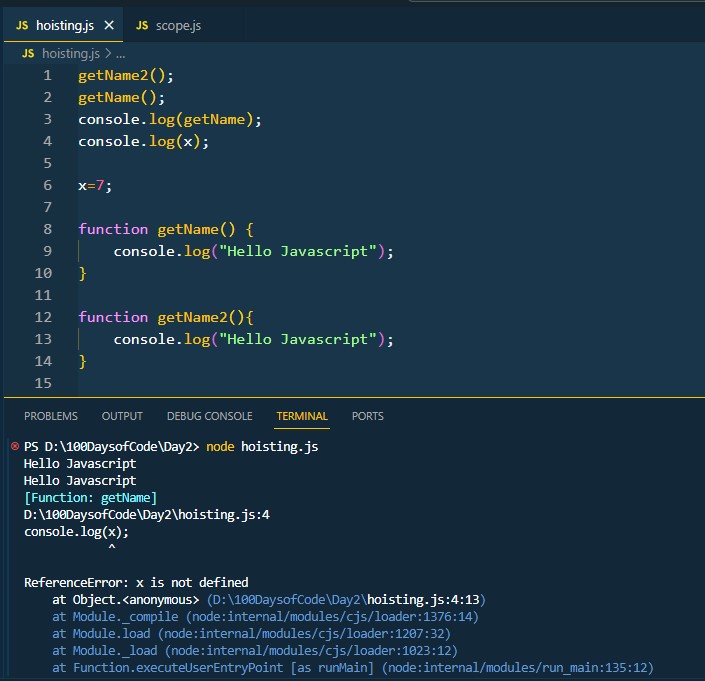 JS hoisting.js ×
JS scope.js
JS hoisting.js > ...
1 getName2();
2 getName();
3 console.log(getName);
4 console.log(x);
5
6 x=7;
7
8 function getName() {
9     console.log("Hello Javascript");
10 }
11
12 function getName2(){
13     console.log("Hello Javascript");
14 }
15
PROBLEMS OUTPUT DEBUG CONSOLE TERMINAL PORTS
PS D:\100DaysofCode\Day2> node hoisting.js
Hello Javascript
Hello Javascript
[Function: getName]
D:\100DaysofCode\Day2\hoisting.js:4
console.log(x);
            ^
ReferenceError: x is not defined
    at Object.<anonymous> (D:\100DaysofCode\Day2\hoisting.js:4:13)
    at Module._compile (node:internal/modules/cjs/loader:1376:14)
    at Module.load (node:internal/modules/cjs/loader:1207:32)
    at Module._load (node:internal/modules/cjs/loader:1023:12)
    at Function.executeUserEntryPoint [as runMain] (node:internal/modules/run_main:135:12)